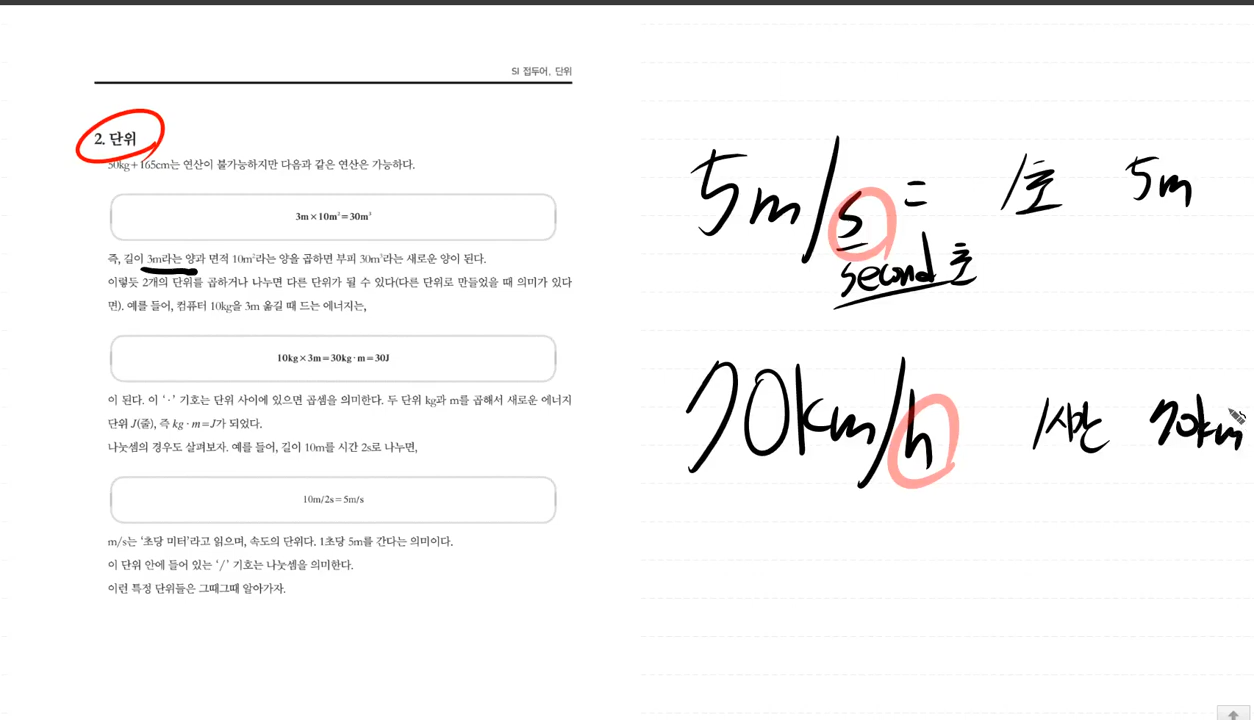 SI 접두어, 단위
2. 단위
50kg+165cm는 연산이 불가능하지만 다음과 같은 연산은 가능하다.
3m×10m²=30m³
즉, 길이 3m라는 양과 면적 10m²라는 양을 곱하면 부피 30m³라는 새로운 양이 된다.
이렇듯 2개의 단위를 곱하거나 나누면 다른 단위가 될 수 있다(다른 단위로 만들었을 때 의미가 있다
면). 예를 들어, 컴퓨터 10kg을 3m 옮길 때 드는 에너지는,
10kg×3m=30kg·m=30J
이 된다. 이 '·' 기호는 단위 사이에 있으면 곱셈을 의미한다. 두 단위 kg과 m를 곱해서 새로운 에너지
단위 J(줄), 즉 kg·m=J가 되었다.
나눗셈의 경우도 살펴보자. 예를 들어, 길이 10m를 시간 2s로 나누면,
10m/2s=5m/s
m/s는 '초당 미터'라고 읽으며, 속도의 단위다. 1초당 5m를 간다는 의미이다.
이 단위 안에 들어 있는 '/' 기호는 나눗셈을 의미한다.
이런 특정 단위들은 그때그때 알아가자.
5m/s = 1초 5m
second 초
70km/h 1시간 70km